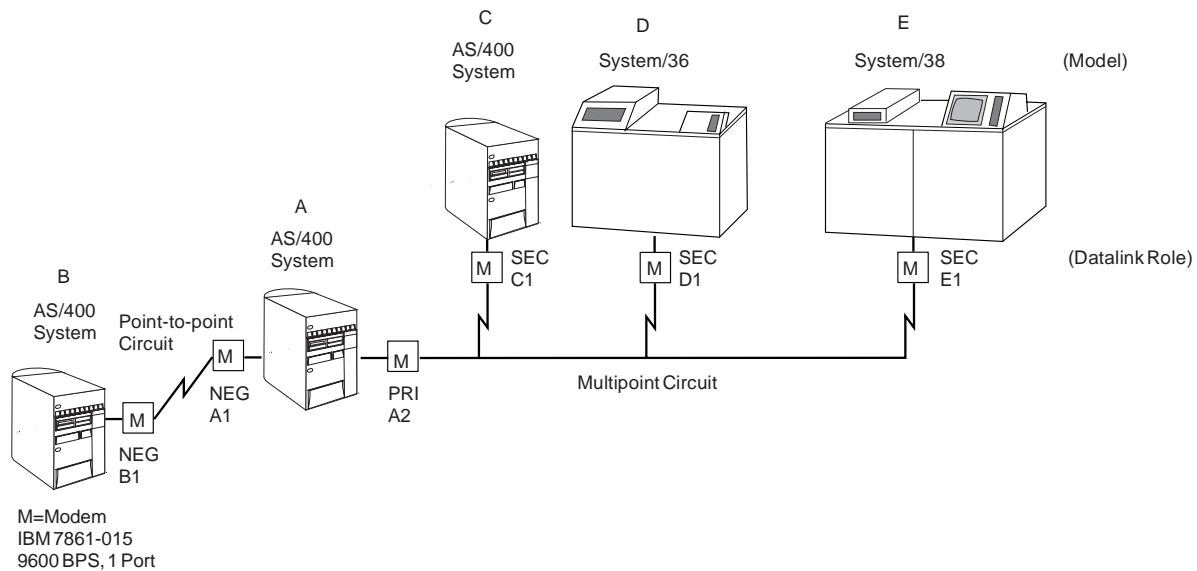 C
AS/400
System
D
System/36
E
System/38
(Model)
A
AS/400
System
M
SEC
C1
M
SEC
D1
M
SEC
E1
(Datalink Role)
B
AS/400
System
Point-to-point
Circuit
M
NEG
A1
M
PRI
A2
Multipoint Circuit
M
NEG
B1
M=Modem
IBM 7861-015
9600 BPS, 1 Port